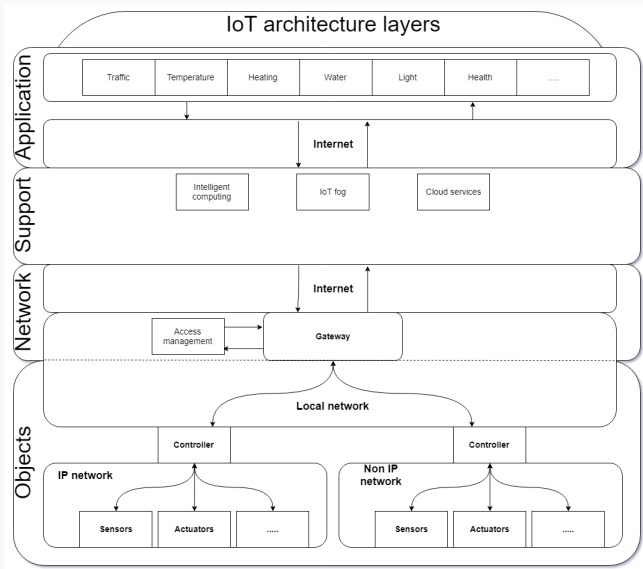 IoT architecture layers
Application
Traffic
Temperature
Heating
Water
Light
Health
.....
Internet
Support
Intelligent
computing
IoT fog
Cloud services
Network
Internet
Access
management
Gateway
Objects
Local network
Controller
Controller
IP network
Non IP
network
Sensors
Actuators
.....
Sensors
Actuators
.....